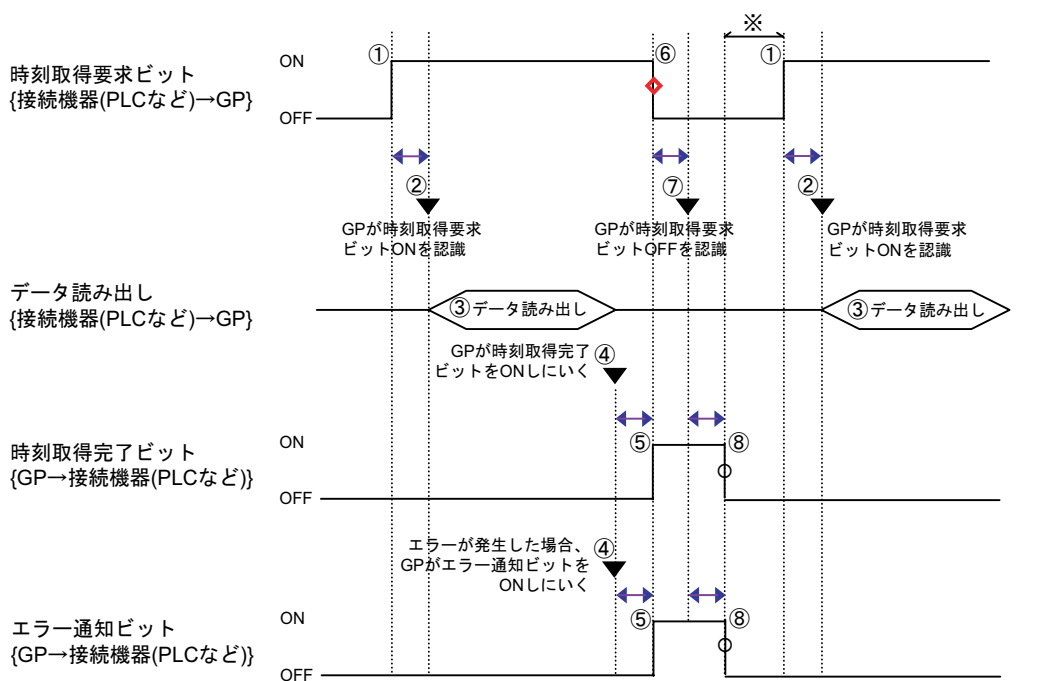 ※
時刻取得要求ビット
{接続機器(PLCなど)→GP}
ON
OFF
①
⑥
①
②
GPが時刻取得要求
ビットONを認識
⑦
GPが時刻取得要求
ビットOFFを認識
②
GPが時刻取得要求
ビットONを認識
データ読み出し
{接続機器(PLCなど)→GP}
③データ読み出し
③データ読み出し
GPが時刻取得完了
ビットをONしにいく
④
時刻取得完了ビット
{GP→接続機器(PLCなど)}
ON
OFF
⑤
⑧
エラーが発生した場合、
GPがエラー通知ビットを
ONしにいく
④
エラー通知ビット
{GP→接続機器(PLCなど)}
ON
OFF
⑤
⑧